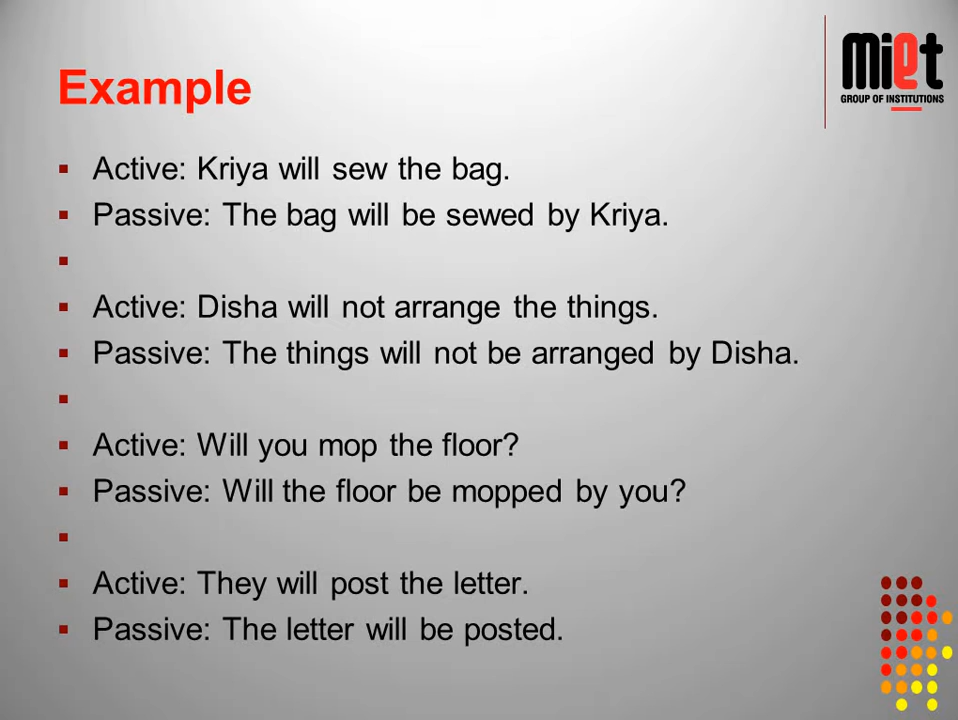 Example
miet
GROUP OF INSTITUTIONS
Active: Kriya will sew the bag.
Passive: The bag will be sewed by Kriya.
Active: Disha will not arrange the things.
Passive: The things will not be arranged by Disha.
Active: Will you mop the floor?
Passive: Will the floor be mopped by you?
Active: They will post the letter.
Passive: The letter will be posted.